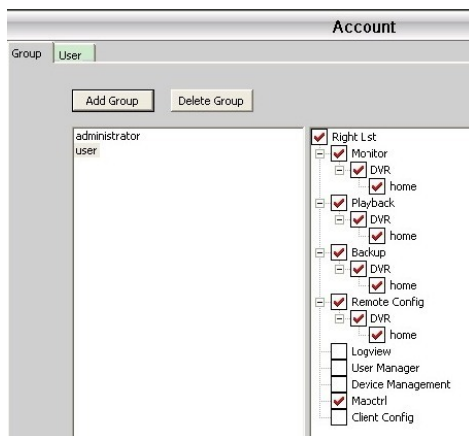 Account
Group User
Add Group Delete Group
administrator
user
Right Lst
Monitor
DVR
home
Playback
DVR
home
Backup
DVR
home
Remote Config
DVR
home
Logview
User Manager
Device Management
Mapctrl
Client Config